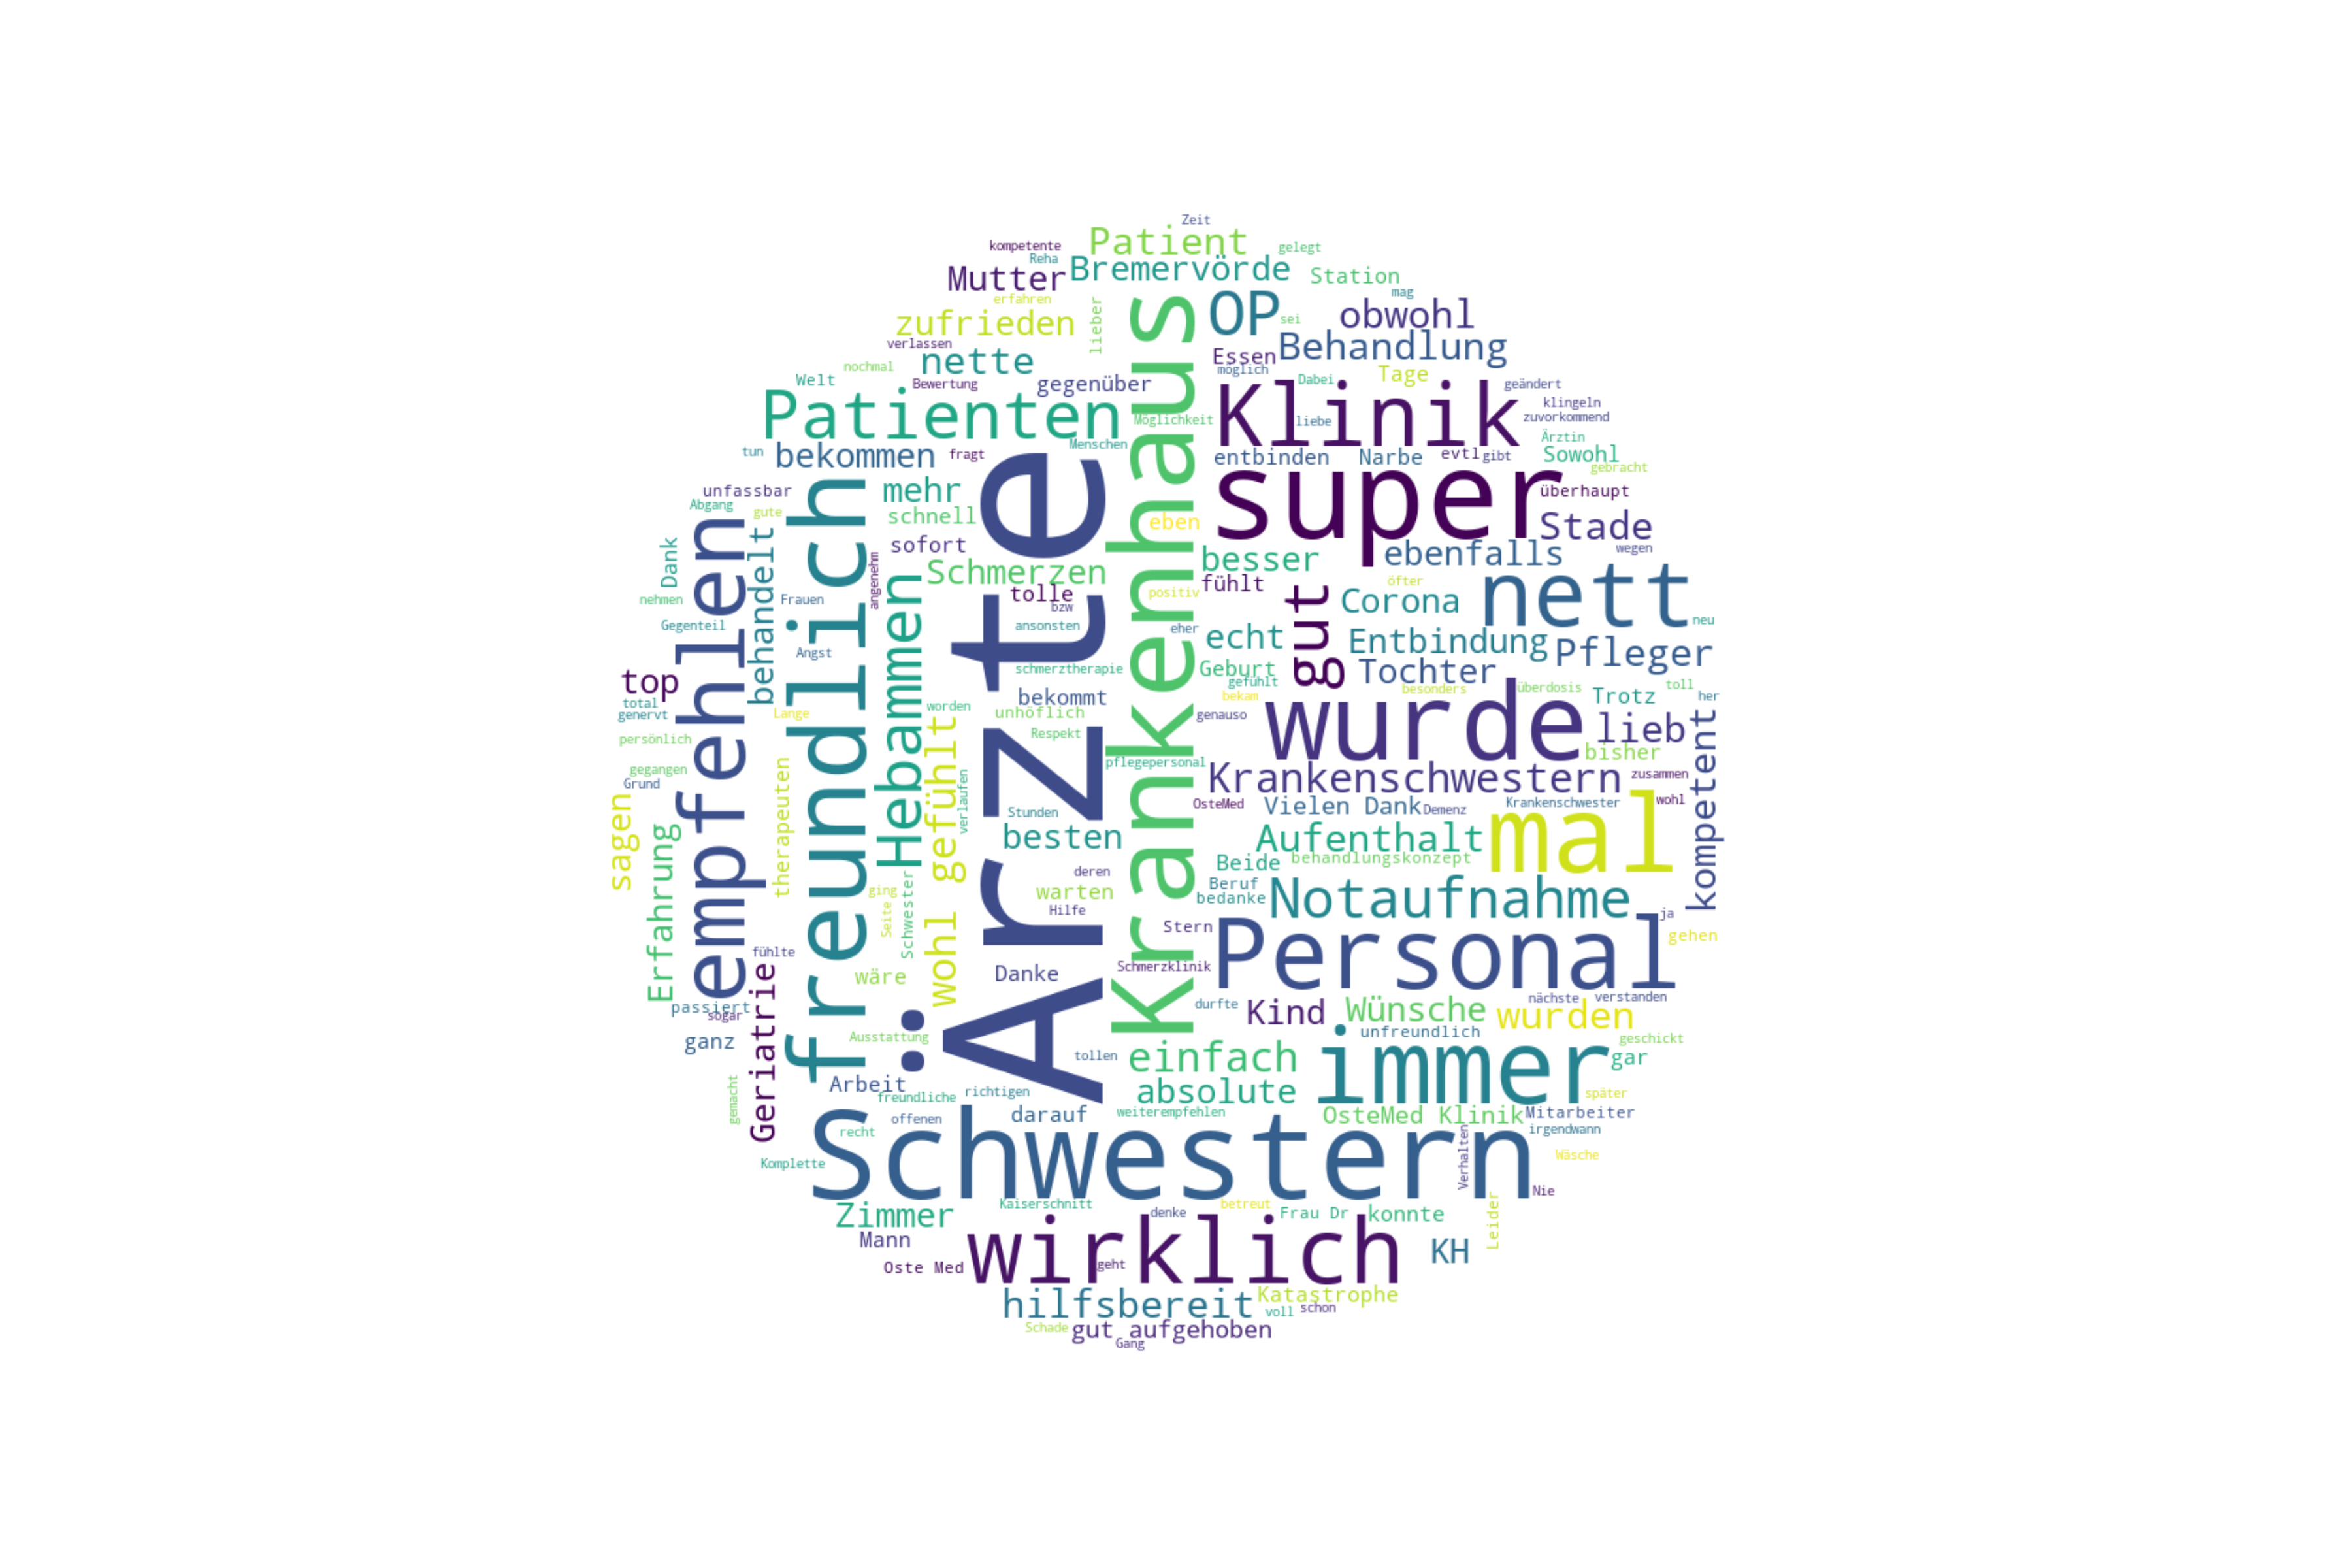 Zeit
kompetente
Patient
gelegt
Reha
Mutter
Bremervörde
Station
erfahren
lieber
OP
sei
mag
obwohl
zufrieden
verlassen
nette
Essen
Behandlung
nochmal
Welt
Bewertung
gegenüber
möglich
Dabei
Tage
geändert
Patienten
Krankenhaus
Möglichkeit
Klinik
liebe
klingeln
zuvorkommend
Menschen
Ärztin
tun
bekommen
fragt
entbinden
Narbe
evtl
gibt
Sowohl
gebracht
unfassbar
mehr
Ärzte
super
überhaupt
Abgang
gute
schnell
eben
Stade
empfehlen
freundlich
behandelt
Dank
sofort
besser
ebenfalls
wegen
angenehm
Hebammen
Schmerzen
tolle
bzw
positiv
fühlt
gut
öfter
Corona
nett
neu
nehmen
Frauen
Gegenteil
ansonsten
eher
echt
Entbindung
Pfleger
Angst
schmerztherapie
Geburt
Tochter
gefühlt
top
bekommt
bekam
besonders
überdosis
Trotz
toll
her
total
genervt
Lange
worden
unhöflich
genauso
wurde
lieb
kompetent
persönlich
Respekt
bisher
gegangen
Grund
therapeuten
wohl gefühlt
verlaufen
pflegepersonal
Krankenschwestern
zusammen
sagen
Stunden
OsteMed
Vielen Dank
Demenz
Krankenschwester
wohl
Erfahrung
besten
Aufenthalt
mal
deren
Beide
behandlungskonzept
ging
Seite
Schwester
warten
Beruf
bedanke
Notaufnahme
Hilfe
Stern
Personal
ja
gehen
fühlte
Geriatrie
wäre
Danke
Schmerzklinik
passiert
sogar
durfte
Kind
Wünsche
nächste
verstanden
wurden
ganz
Ausstattung
tollen
einfach
unfreundlich
immer
geschickt
gar
gemacht
Arbeit
freundliche
richtigen
absolute
später
offenen
darauf
weiterempfehlen
OsteMed Klinik
Mitarbeiter
recht
Schwestern
irgendwann
Verhalten
Wäsche
Komplette
Nie
Zimmer
Kaiserschnitt
denke
betreut
Frau Dr
konnte
Leider
Mann
wirklich
KH
Oste Med
geht
hilfsbereit
Katastrophe
voll
schon
Schade
gut aufgehoben
Gang